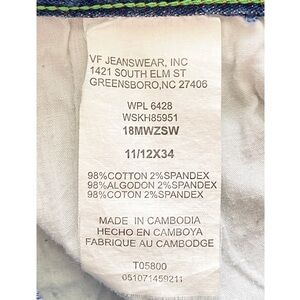 VF JEANSWEAR, INC
1421 SOUTH ELM ST
GREENSBORO,NC 27406
WPL 6428
WSKH85951
18MWZSW
11/12X34
98%COTTON 2%SPANDEX
98%ALGODON 2%SPANDEX
98%COTON 2%SPANDEX
MADE IN CAMBODIA
HECHO EN CAMBOYA
FABRIQUE AU CAMBODGE
T05800
051071459211